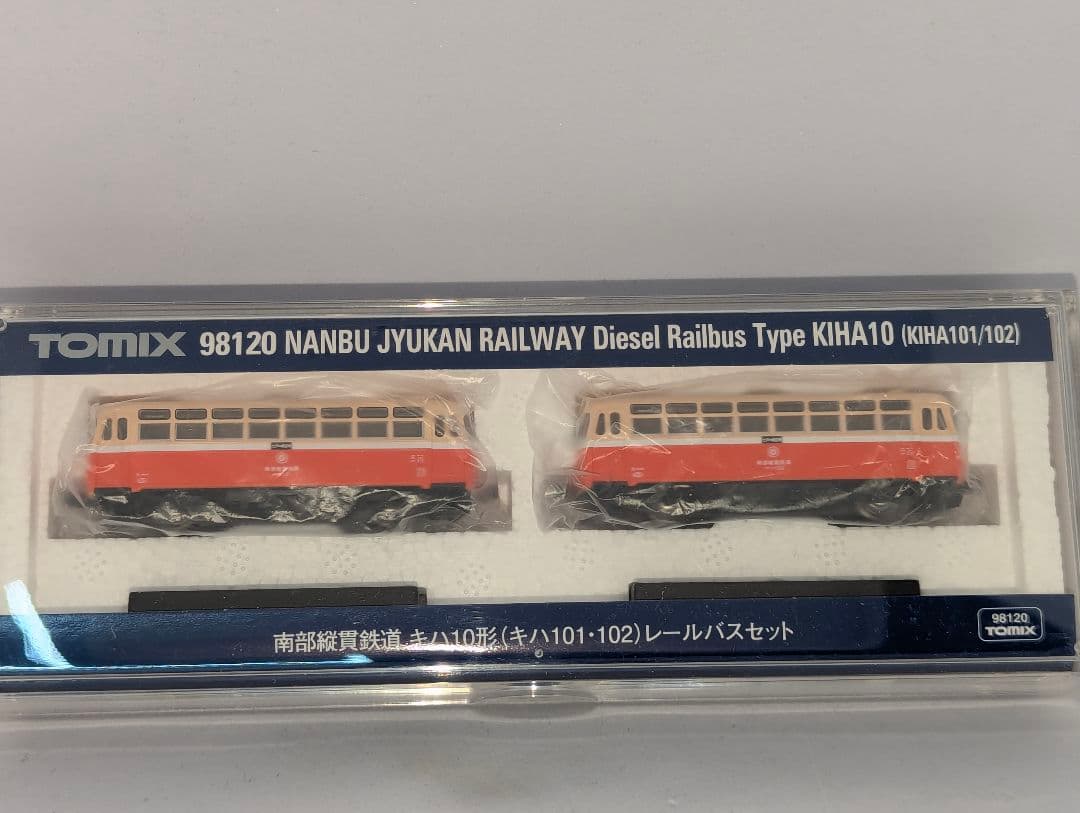 TOMIX 98120 NANBU JYUKAN RAILWAY Diesel Railbus Type KIHA10 (KIHA101/102)
南部縦貫鉄道 キハ10形(キハ101・102)レールバスセット
98120
TOMIX